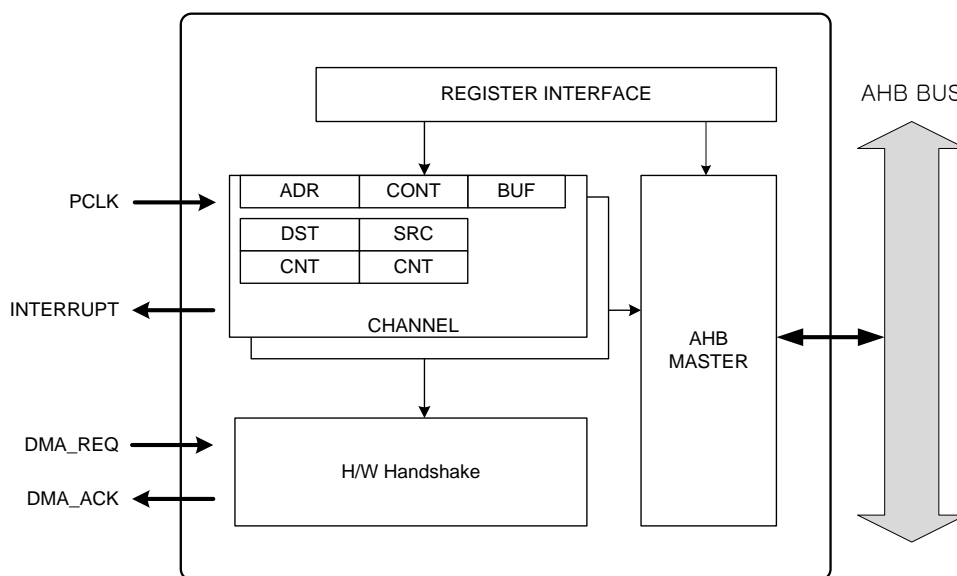 REGISTER INTERFACE
AHB BUS
PCLK
ADR
CONT
BUF
DST
SRC
CNT
CNT
INTERRUPT
CHANNEL
AHB
MASTER
DMA_REQ
H/W Handshake
DMA_ACK